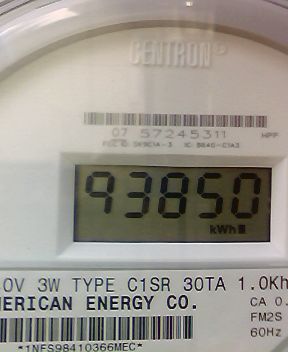 CENTRON®
07 57245311 HPP
93850
kWh
3W TYPE C1SR 30TA 1.0Kh
ERICAN ENERGY CO. CA 0.
FM2S
60Hz
*1NFS98410366MEC*